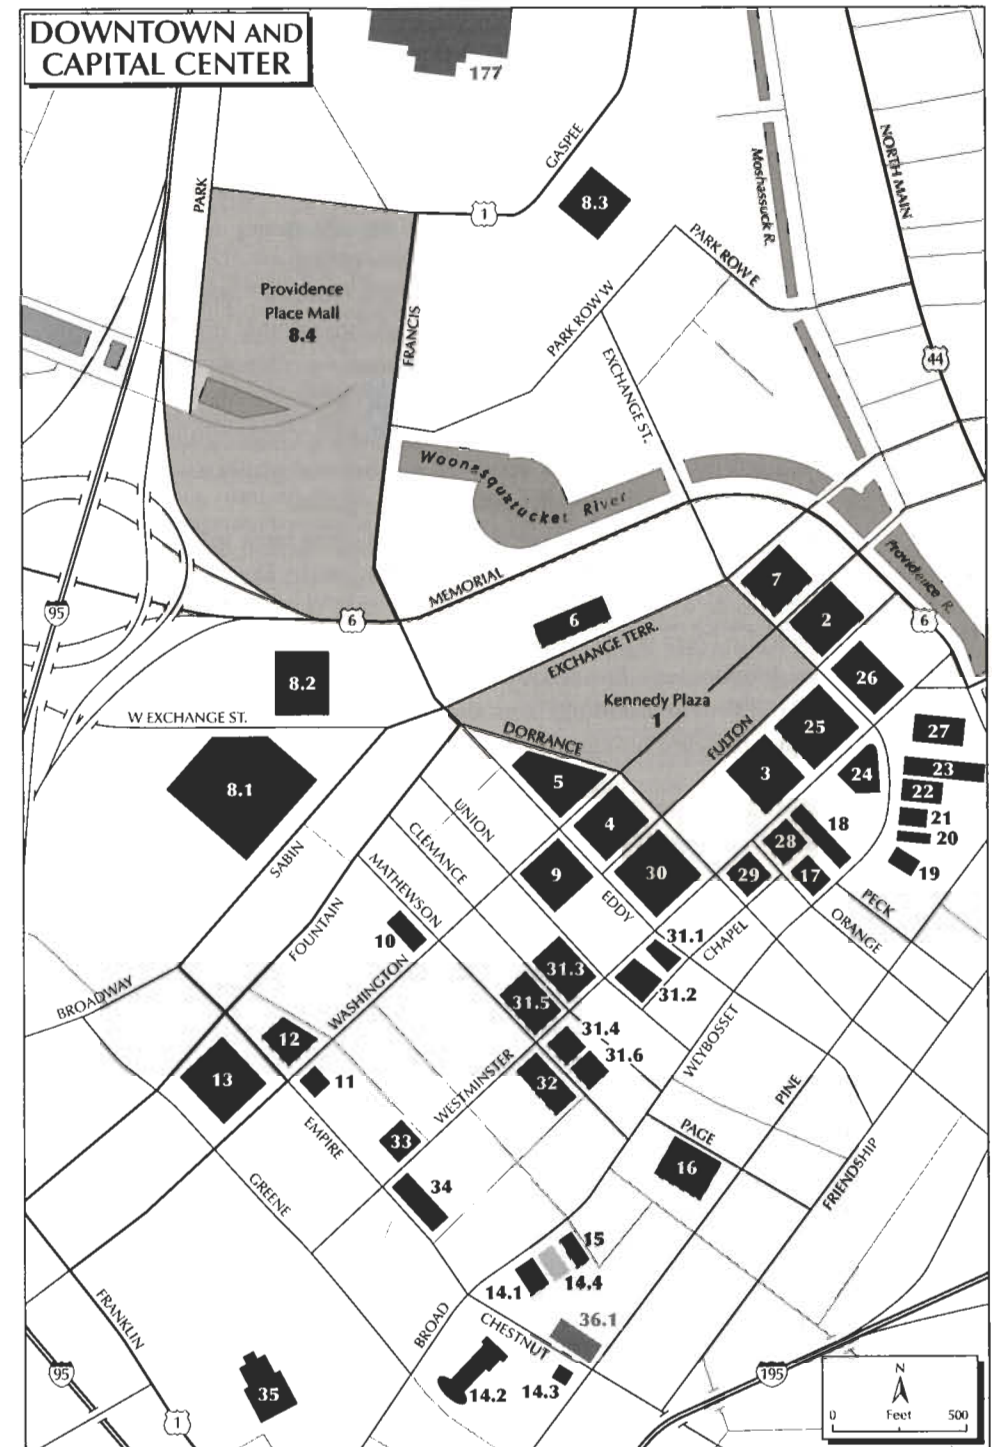 DOWNTOWN AND
CAPITAL CENTER
177
GASPEE
NORTH MAIN
PARK
Moshassuck R.
1
8.3
PARK ROW E
Providence
Place Mall
8.4
FRANCIS
PARK ROW W
EXCHANGE ST.
44
Woonasquatucket River
Providence R.
MEMORIAL
7
95
6
6
2
6
EXCHANGE TERR.
8.2
26
Kennedy Plaza
1
W EXCHANGE ST.
DORRANCE
FULTON
25
27
5
3
24
23
8.1
22
UNION
4
18
21
20
CLEMANCE
28
SABIN
MATHEWSON
9
30
29
17
19
EDDY
PECK
FOUNTAIN
10
31.1
CHAPEL
ORANGE
31.3
BROADWAY
WASHINGTON
31.5
31.2
12
31.4
WEYBOSSET
31.6
13
11
WESTMINSTER
32
PINE
EMPIRE
33
PAGE
16
GREENE
34
FRIENDSHIP
15
14.1
14.4
FRANKLIN
BROAD
CHESTNUT
36.1
95
195
35
14.2
14.3
1
N
0 Feet 500